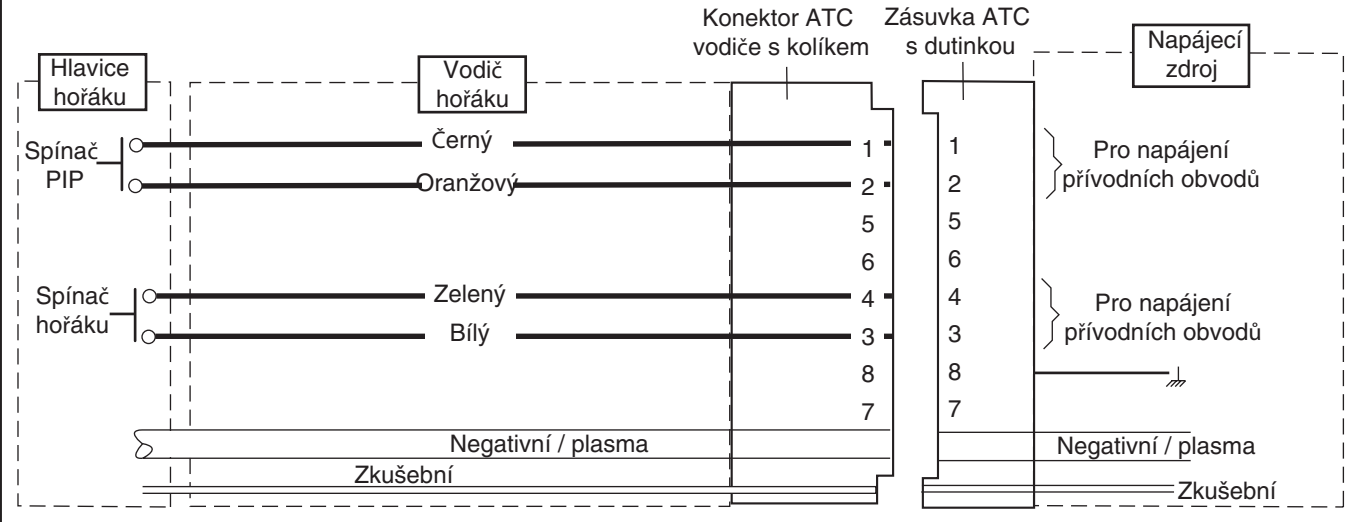 Konektor ATC
vodiče s kolíkem
Zásuvka ATC
s dutinkou
Napájecí
zdroj
Hlavice
hořáku
Vodič
hořáku
Spínač
PIP
Černý
Oranžový
Spínač
hořáku
Zelený
Bílý
1
2
5
6
4
3
8
7
1
2
5
6
4
3
8
7
Pro napájení
přívodních obvodů
Pro napájení
přívodních obvodů
Negativní / plasma
Negativní / plasma
Zkušební
Zkušební